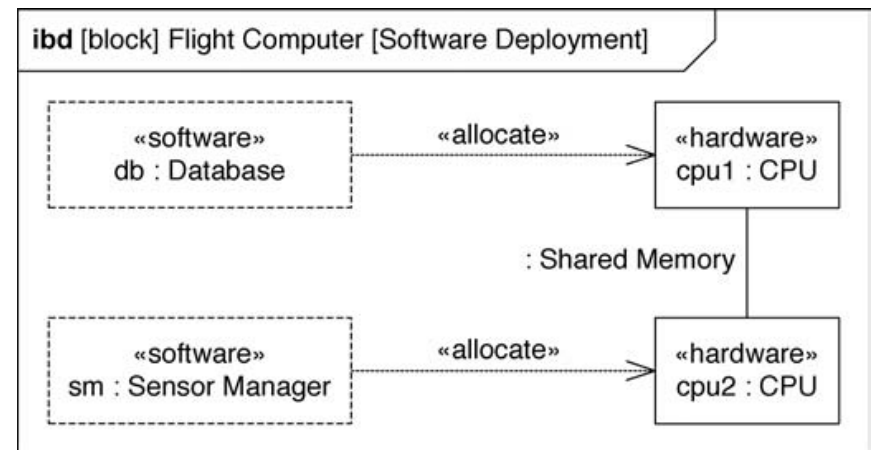 ibd [block] Flight Computer [Software Deployment]
«software»
db : Database
«allocate»
«hardware»
cpu1 : CPU
: Shared Memory
«software»
sm : Sensor Manager
«allocate»
«hardware»
cpu2 : CPU